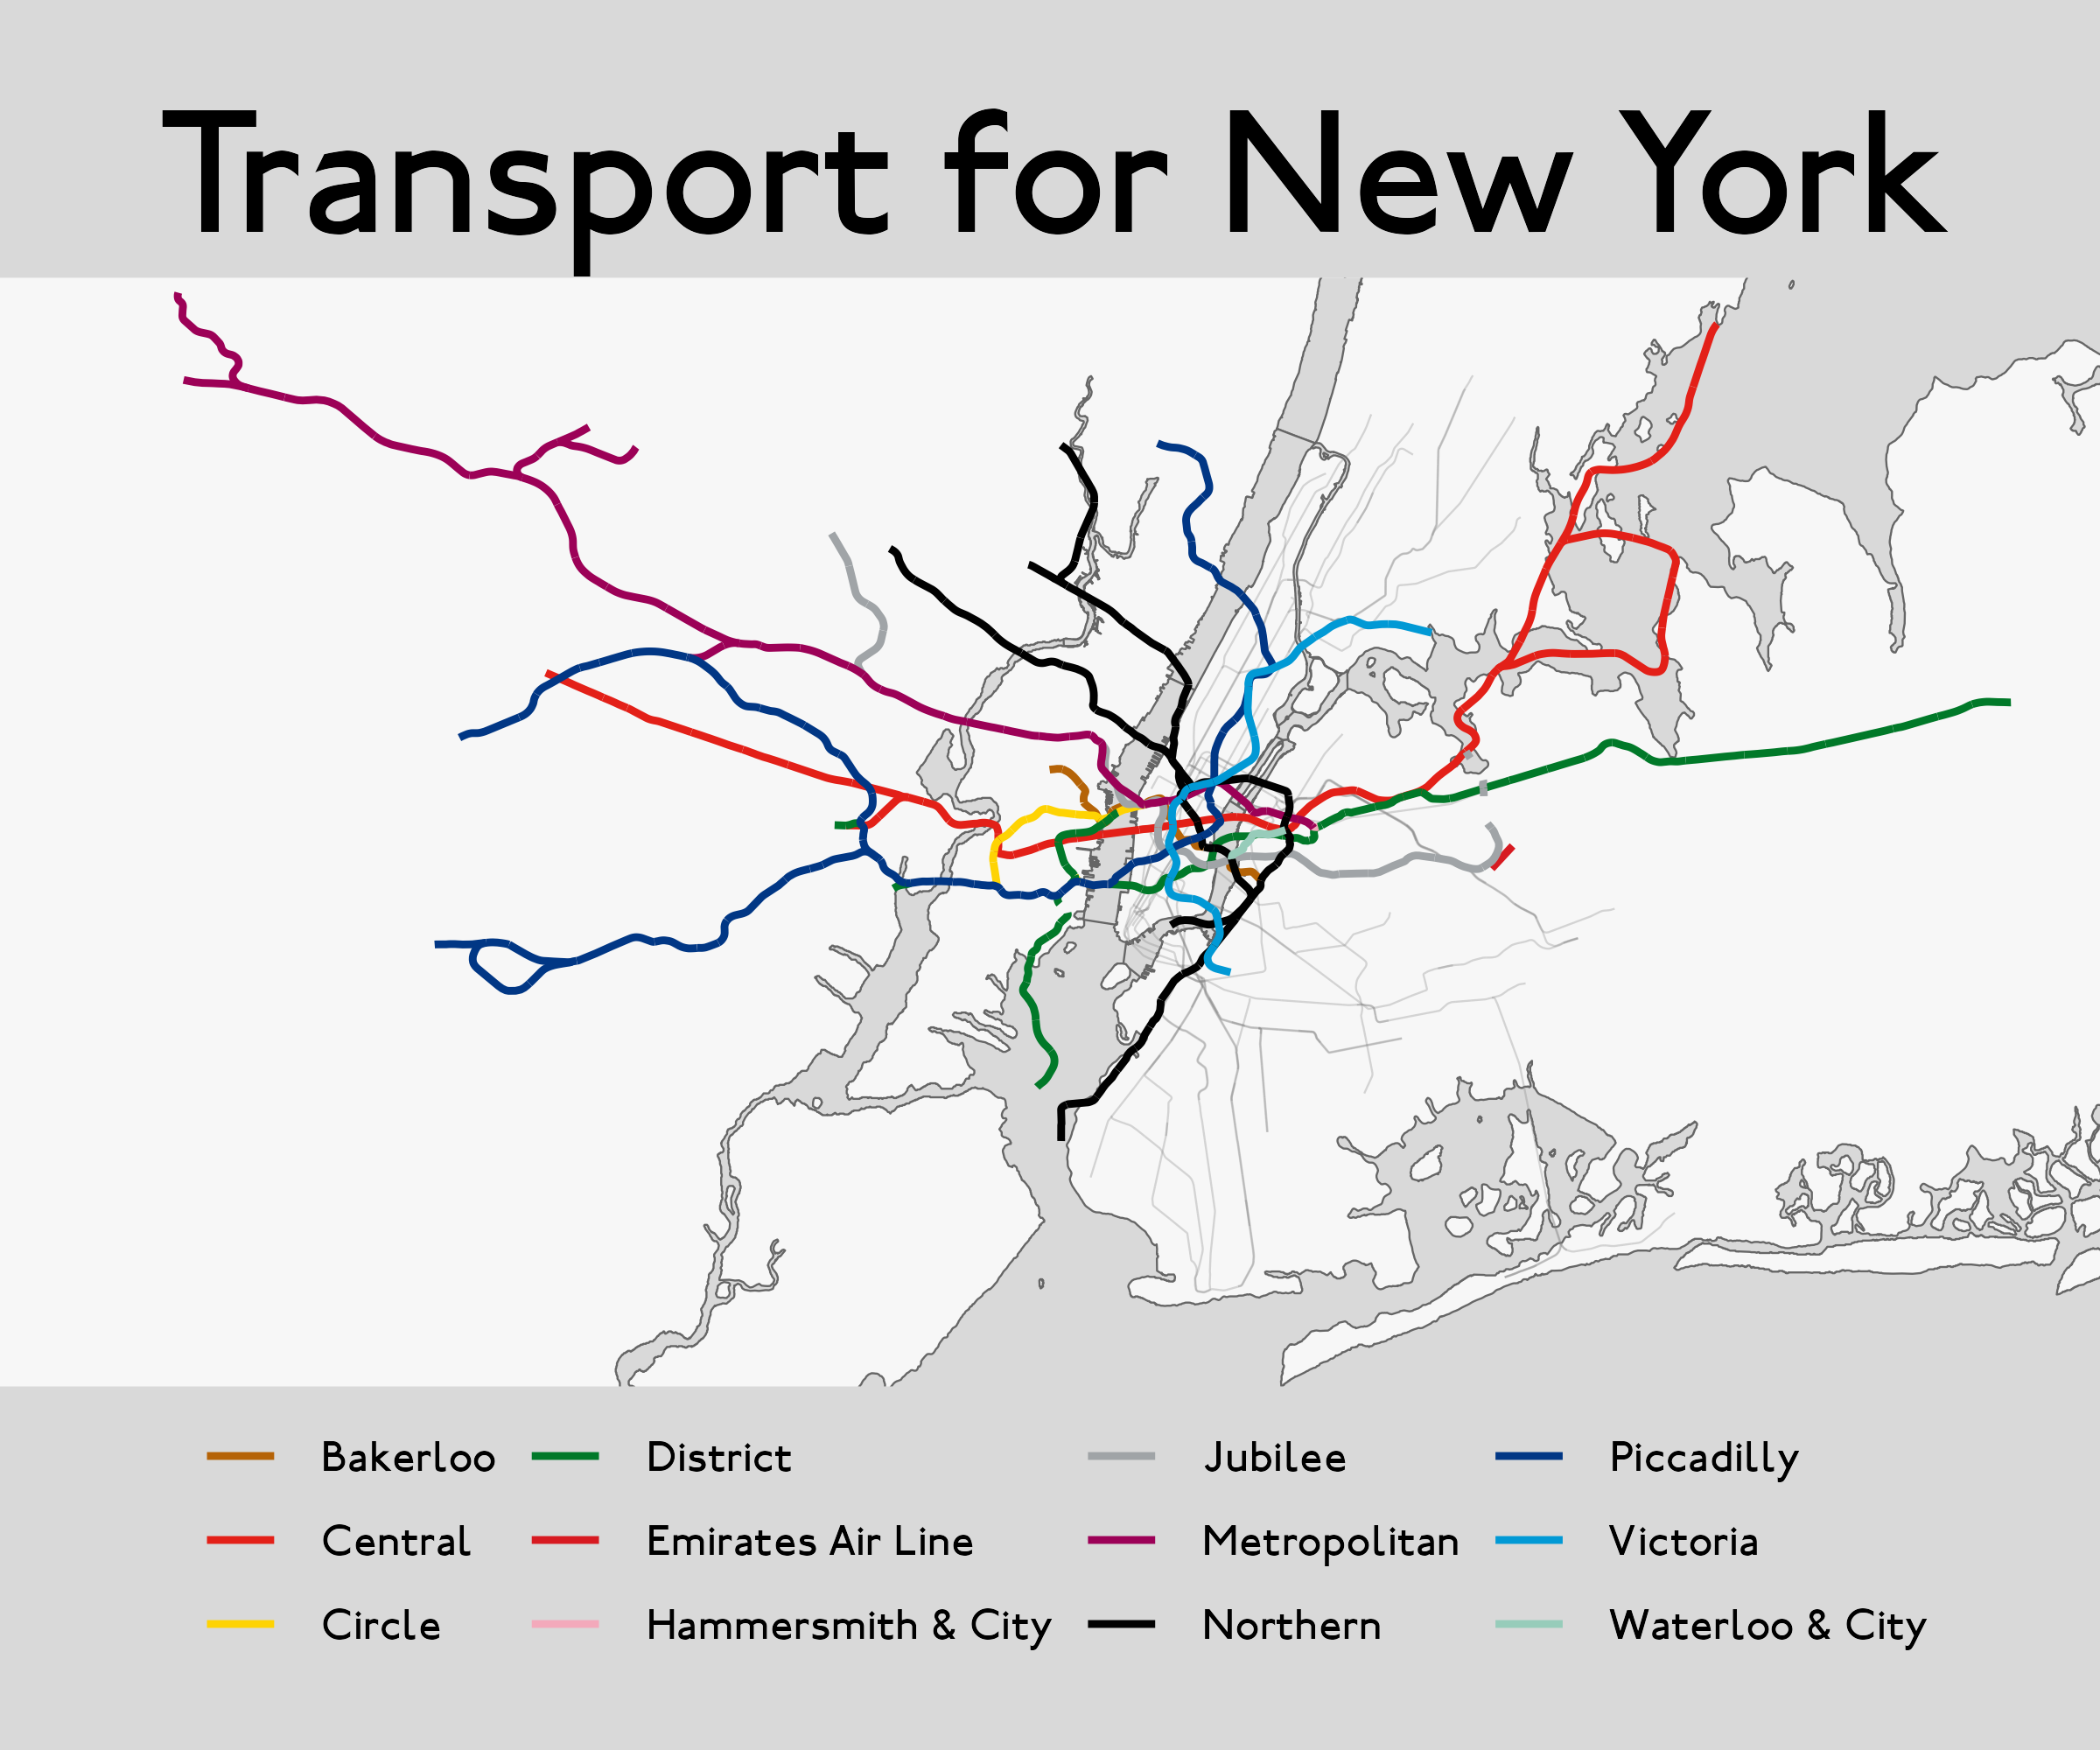 Transport for New York
Bakerloo District Jubilee Piccadilly
Central Emirates Air Line Metropolitan Victoria
Circle Hammersmith & City Northern Waterloo & City